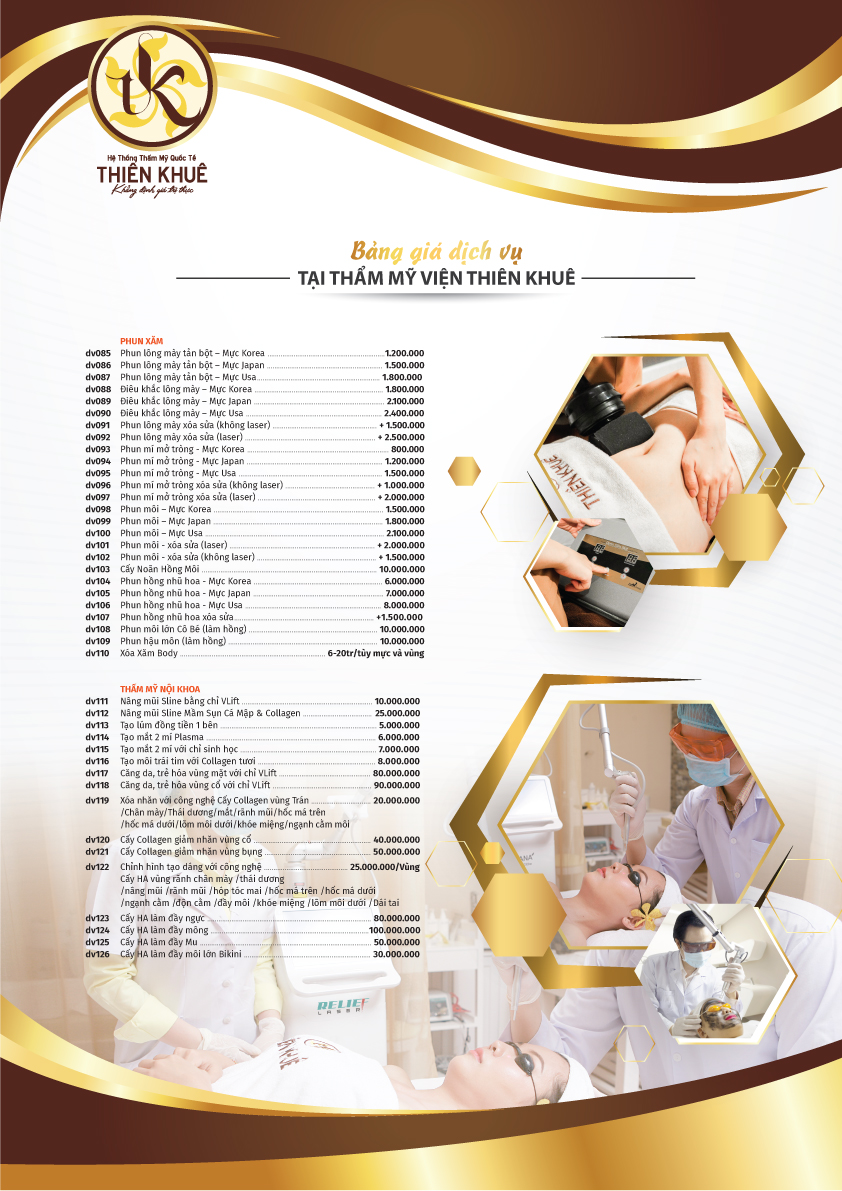 tk
Hệ Thống Thẩm Mỹ Quốc Tế
THIÊN KHUÊ
Khẳng định giá trị thực
Bảng giá dịch vụ
TẠI THẨM MỸ VIỆN THIÊN KHUÊ
PHUN XĂM
dv085 Phun lông mày tản bột – Mực Korea 1.200.000
dv086 Phun lông mày tản bột – Mực Japan 1.500.000
dv087 Phun lông mày tản bột – Mực Usa 1.800.000
dv088 Điêu khắc lông mày – Mực Korea 1.800.000
dv089 Điêu khắc lông mày – Mực Japan 2.100.000
dv090 Điêu khắc lông mày – Mực Usa 2.400.000
dv091 Phun lông mày xóa sửa (không laser) + 1.500.000
dv092 Phun lông mày xóa sửa (laser) + 2.500.000
dv093 Phun mí mở tròng - Mực Korea 800.000
dv094 Phun mí mở tròng - Mực Japan 1.200.000
dv095 Phun mí mở tròng - Mực Usa 1.500.000
dv096 Phun mí mở tròng xóa sửa (không laser) + 1.000.000
dv097 Phun mí mở tròng xóa sửa (laser) + 2.000.000
dv098 Phun môi – Mực Korea 1.500.000
dv099 Phun môi – Mực Japan 1.800.000
dv100 Phun môi – Mực Usa 2.100.000
dv101 Phun môi - xóa sửa (laser) + 2.000.000
dv102 Phun môi - xóa sửa (không laser) + 1.500.000
dv103 Cấy Noãn Hồng Môi 10.000.000
dv104 Phun hồng nhũ hoa - Mực Korea 6.000.000
dv105 Phun hồng nhũ hoa - Mực Japan 7.000.000
dv106 Phun hồng nhũ hoa - Mực Usa 8.000.000
dv107 Phun hồng nhũ hoa xóa sửa +1.500.000
dv108 Phun môi lớn Cô Bé (làm hồng) 10.000.000
dv109 Phun hậu môn (làm hồng) 10.000.000
dv110 Xóa Xăm Body 6-20tr/tùy mực và vùng
THẨM MỸ NỘI KHOA
dv111 Nâng mũi Sline bằng chỉ VLift 10.000.000
dv112 Nâng mũi Sline Mầm Sụn Cá Mập & Collagen 25.000.000
dv113 Tạo lúm đồng tiền 1 bên 5.000.000
dv114 Tạo mắt 2 mí Plasma 6.000.000
dv115 Tạo mắt 2 mí với chỉ sinh học 7.000.000
dv116 Tạo môi trái tim với Collagen tươi 8.000.000
dv117 Căng da, trẻ hóa vùng mặt với chỉ VLift 80.000.000
dv118 Căng da, trẻ hóa vùng cổ với chỉ VLift 90.000.000
dv119 Xóa nhăn với công nghệ Cấy Collagen vùng Trán 20.000.000
/Chân mày/Thái dương/mắt/rãnh mũi/hốc má trên
/hốc má dưới/lõm môi dưới/khóe miệng/ngạnh cằm môi
dv120 Cấy Collagen giảm nhăn vùng cổ 40.000.000
dv121 Cấy Collagen giảm nhăn vùng bụng 50.000.000
dv122 Chỉnh hình tạo dáng với công nghệ 25.000.000/Vùng
Cấy HA vùng rãnh chân mày /thái dương
/nâng mũi /rãnh mũi /hóp tóc mai /hốc má trên /hốc má dưới
/ngạnh cằm /độn cằm /đầy môi /khóe miệng /lõm môi dưới /Dái tai
dv123 Cấy HA làm đầy ngực 80.000.000
dv124 Cấy HA làm đầy mông 100.000.000
dv125 Cấy HA làm đầy Mu 50.000.000
dv126 Cấy HA làm đầy môi lớn Bikini 30.000.000
THIÊN KHUÊ
RELIEF
LASER